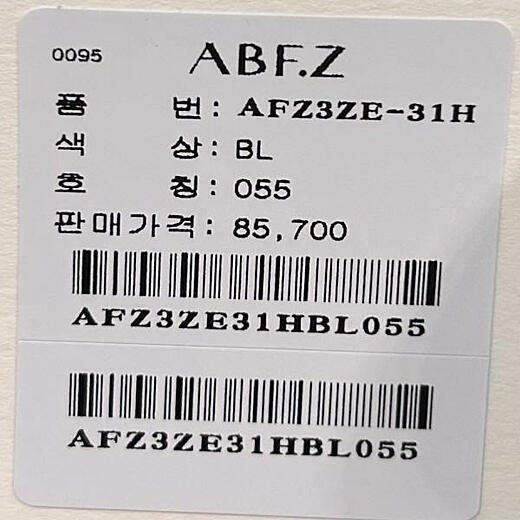 0095 ABF.Z
품 번: AFZ3ZE-31H
색 상: BL
호 칭: 055
판매가격: 85,700
AFZ3ZE31HBL055
AFZ3ZE31HBL055